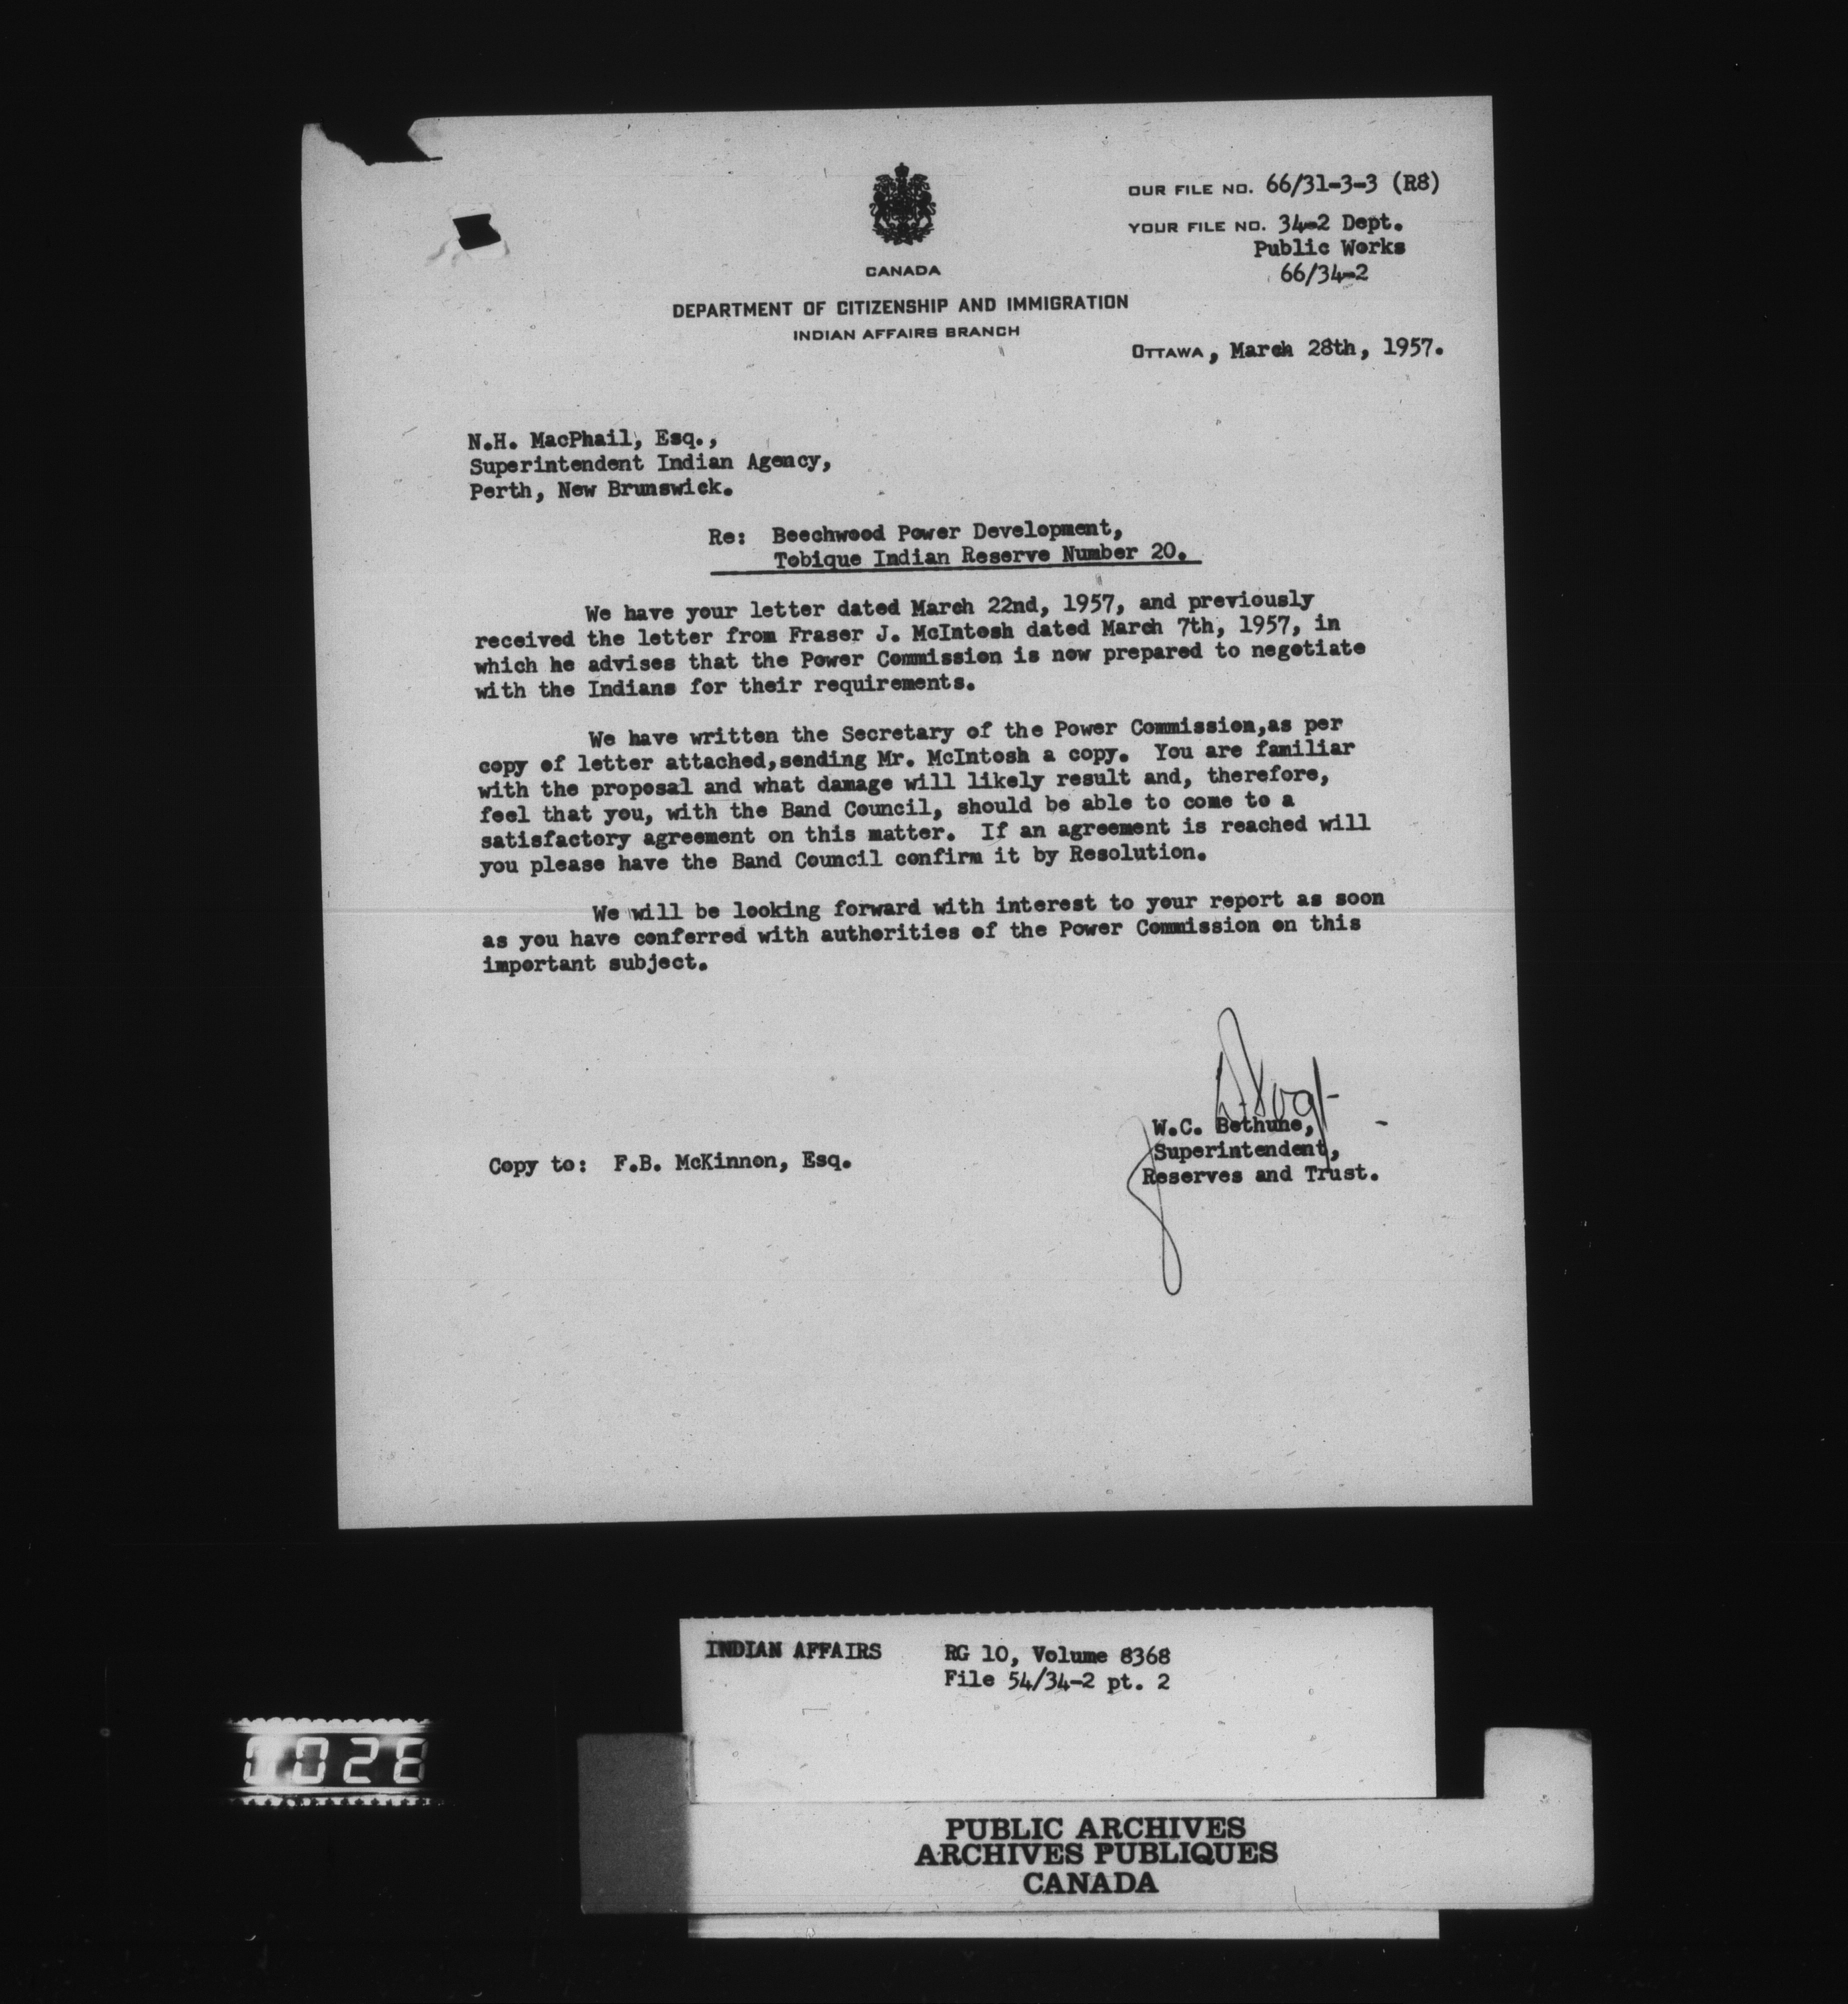 OUR FILE NO. 66/31-3-3 (R8)
YOUR FILE NO. 34-2 Dept.
Public Works
66/34-2
CANADA
DEPARTMENT OF CITIZENSHIP AND IMMIGRATION
INDIAN AFFAIRS BRANCH
OTTAWA, March 28th, 1957.
N.H. MacPhail, Esq.,
Superintendent Indian Agency,
Perth, New Brunswick.
Re: Beechwood Power Development,
Tobique Indian Reserve Number 20.
We have your letter dated March 22nd, 1957, and previously
received the letter from Fraser J. McIntosh dated March 7th, 1957, in
which he advises that the Power Commission is now prepared to negotiate
with the Indians for their requirements.
We have written the Secretary of the Power Commission,as per
copy of letter attached,sending Mr. McIntosh a copy. You are familiar
with the proposal and what damage will likely result and, therefore,
feel that you, with the Band Council, should be able to come to a
satisfactory agreement on this matter. If an agreement is reached will
you please have the Band Council confirm it by Resolution.
We will be looking forward with interest to your report as soon
as you have conferred with authorities of the Power Commission on this
important subject.
W.C. Bethune,
Superintendent,
Reserves and Trust.
Copy to: F.B. McKinnon, Esq.
INDIAN AFFAIRS RG 10, Volume 8368
File 54/34-2 pt. 2
PUBLIC ARCHIVES
ARCHIVES PUBLIQUES
CANADA